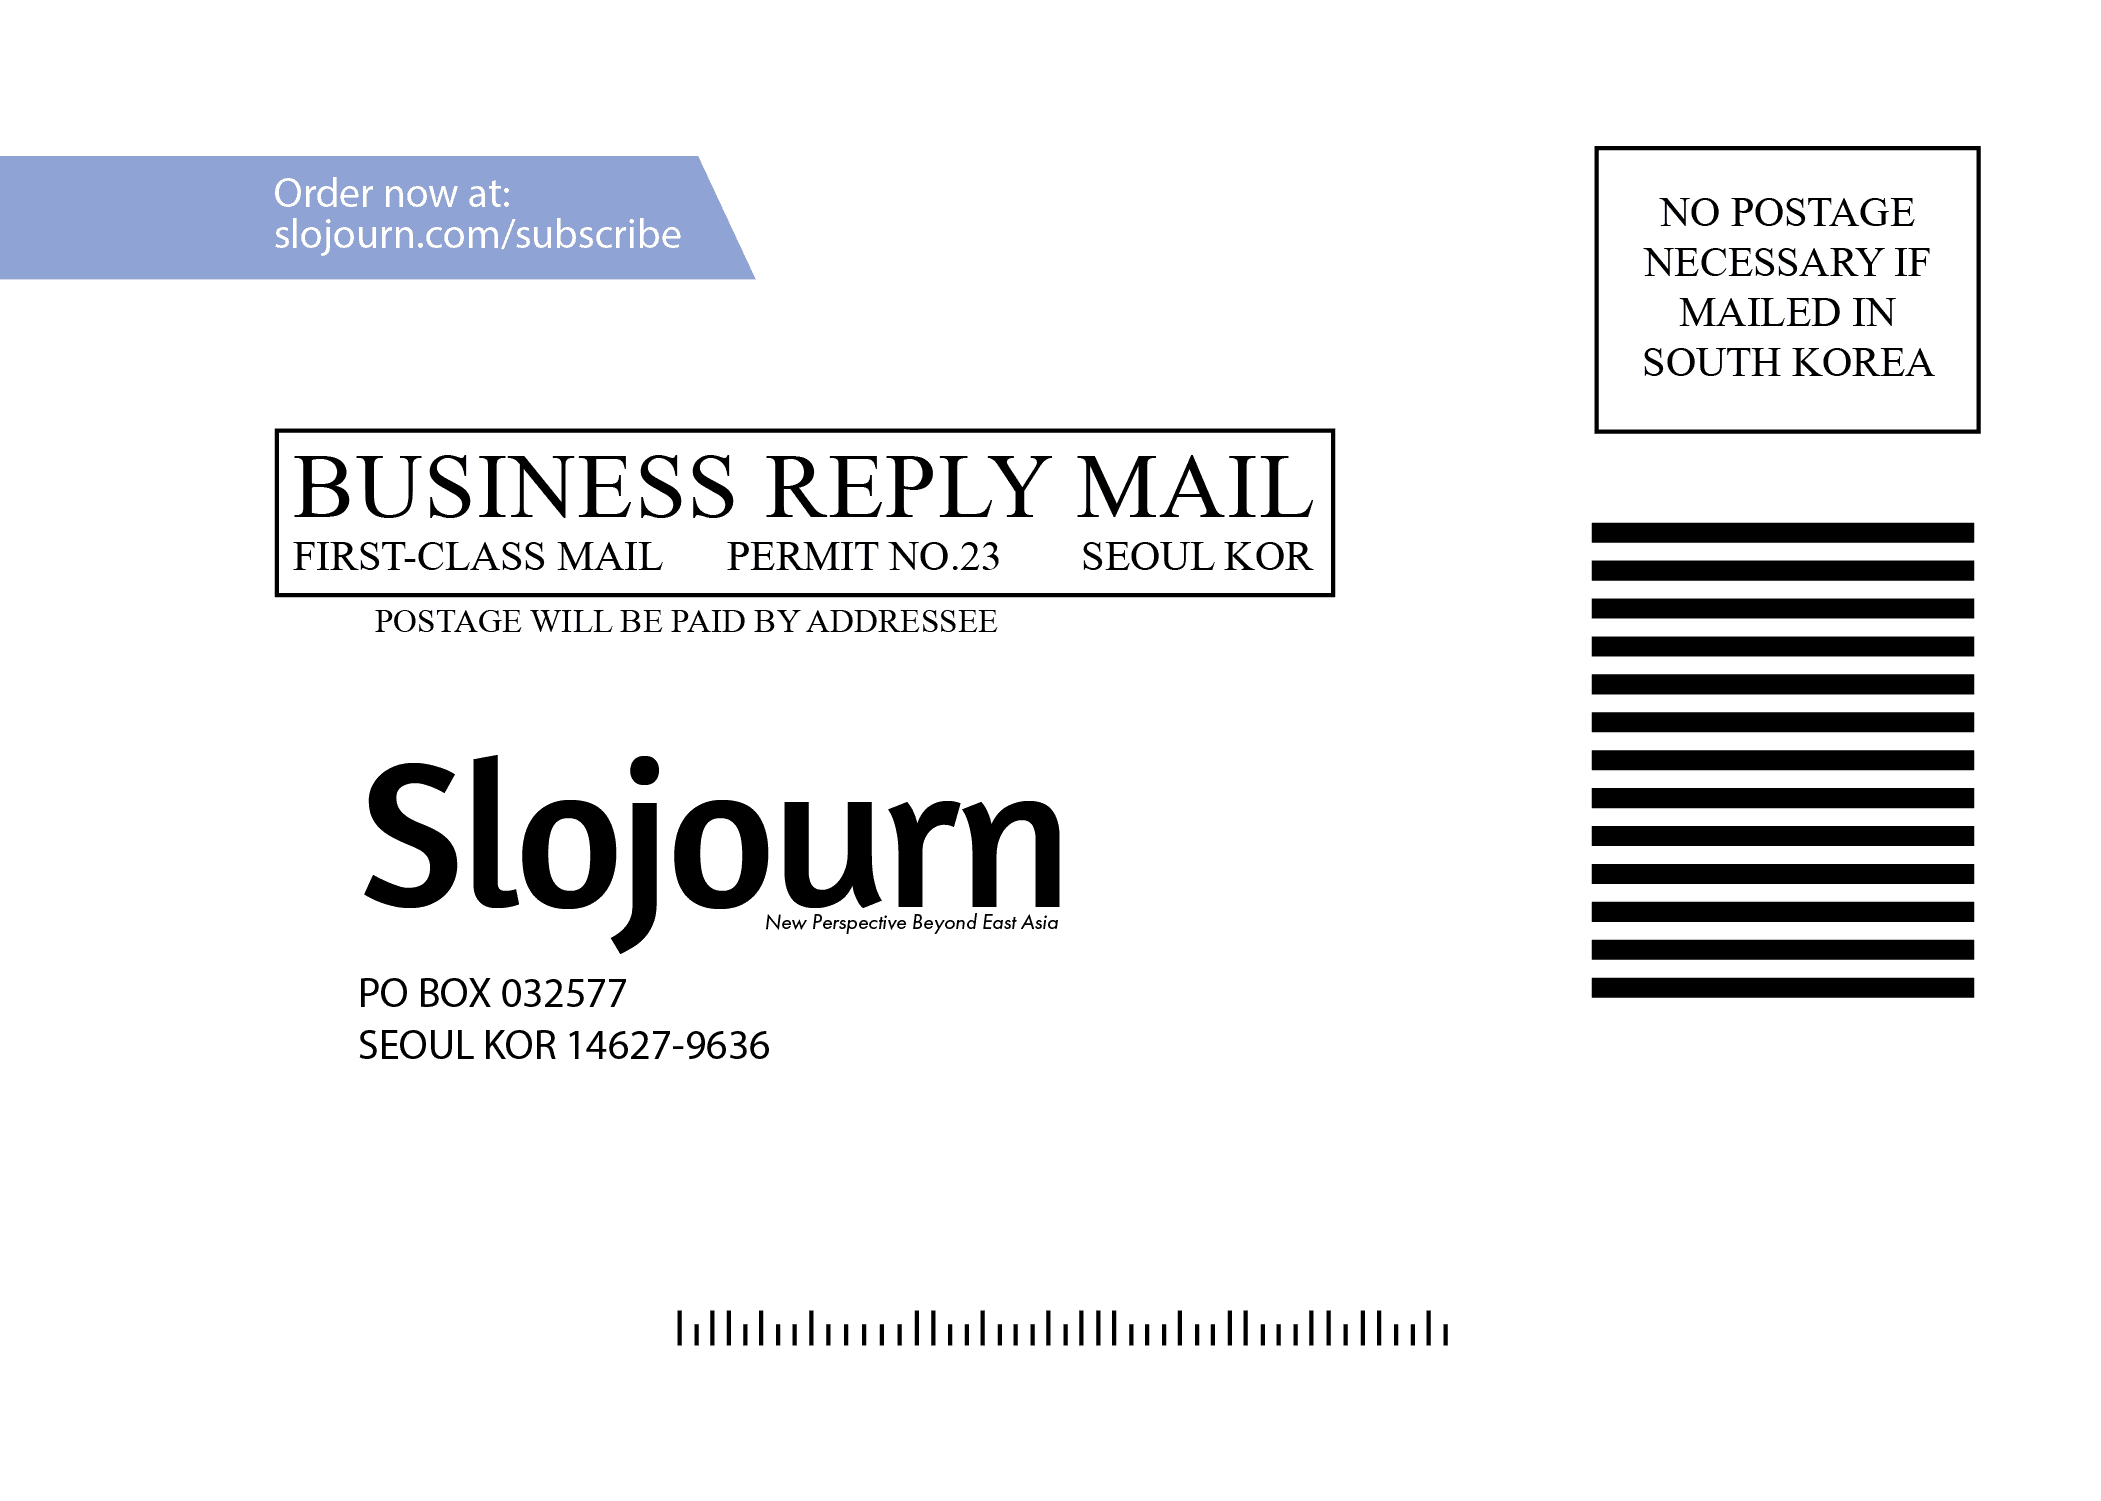 Order now at:
slojourn.com/subscribe
NO POSTAGE
NECESSARY IF
MAILED IN
SOUTH KOREA
BUSINESS REPLY MAIL
FIRST-CLASS MAIL PERMIT NO.23 SEOUL KOR
POSTAGE WILL BE PAID BY ADDRESSEE
Slojourn
New Perspective Beyond East Asia
PO BOX 032577
SEOUL KOR 14627-9636